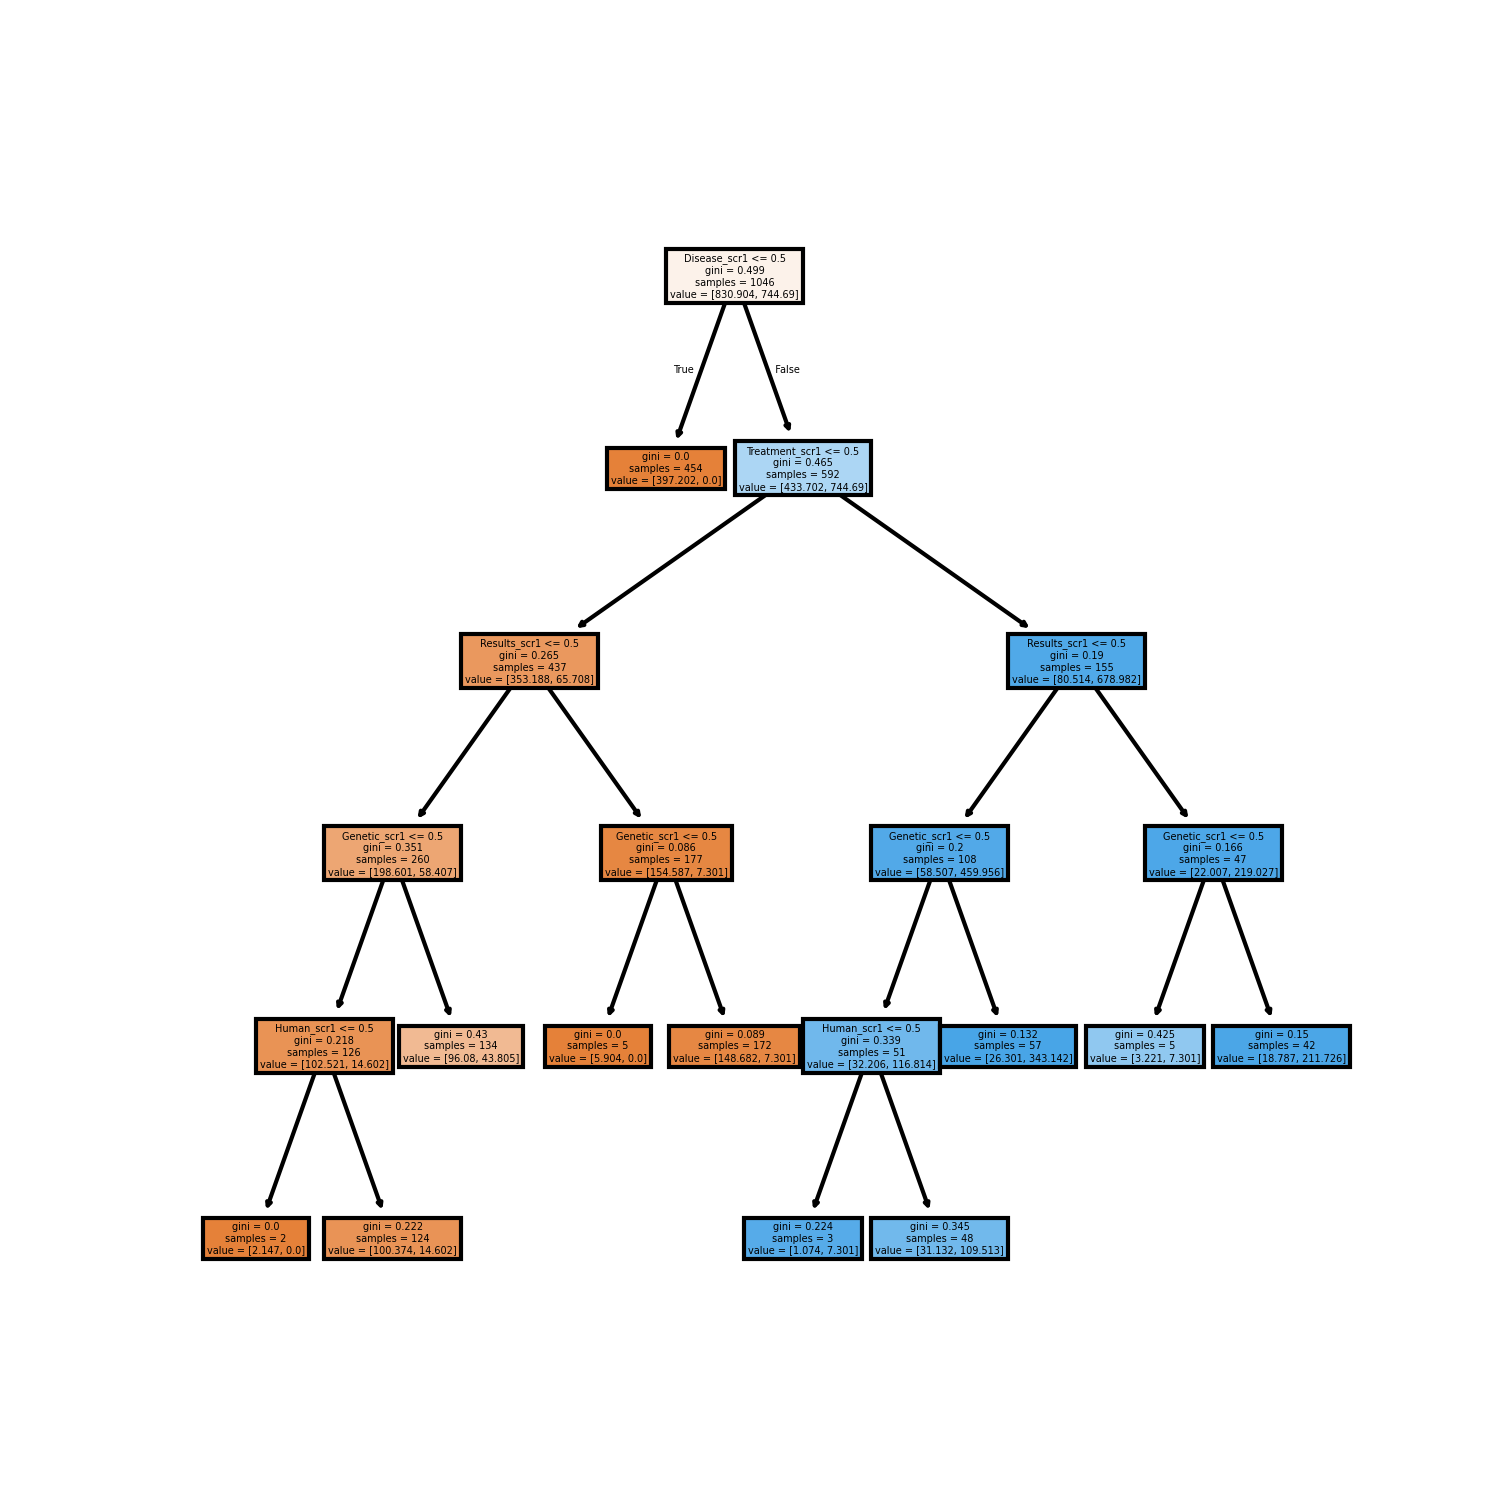 Disease_scr1 <= 0.5
gini = 0.499
samples = 1046
value = [830.904, 744.69]
True
False
gini = 0.0
samples = 454
value = [397.202, 0.0]
Treatment_scr1 <= 0.5
gini = 0.465
samples = 592
value = [433.702, 744.69]
Results_scr1 <= 0.5
gini = 0.265
samples = 437
value = [353.188, 65.708]
Results_scr1 <= 0.5
gini = 0.19
samples = 155
value = [80.514, 678.982]
Genetic_scr1 <= 0.5
gini = 0.351
samples = 260
value = [198.601, 58.407]
Genetic_scr1 <= 0.5
gini = 0.086
samples = 177
value = [154.587, 7.301]
Genetic_scr1 <= 0.5
gini = 0.2
samples = 108
value = [58.507, 459.956]
Genetic_scr1 <= 0.5
gini = 0.166
samples = 47
value = [22.007, 219.027]
Human_scr1 <= 0.5
gini = 0.218
samples = 126
value = [102.521, 14.602]
gini = 0.43
samples = 134
value = [96.08, 43.805]
gini = 0.0
samples = 5
value = [5.904, 0.0]
gini = 0.089
samples = 172
value = [148.682, 7.301]
Human_scr1 <= 0.5
gini = 0.339
samples = 51
value = [32.206, 116.814]
gini = 0.132
samples = 57
value = [26.301, 343.142]
gini = 0.425
samples = 5
value = [3.221, 7.301]
gini = 0.15
samples = 42
value = [18.787, 211.726]
gini = 0.0
samples = 2
value = [2.147, 0.0]
gini = 0.222
samples = 124
value = [100.374, 14.602]
gini = 0.224
samples = 3
value = [1.074, 7.301]
gini = 0.345
samples = 48
value = [31.132, 109.513]